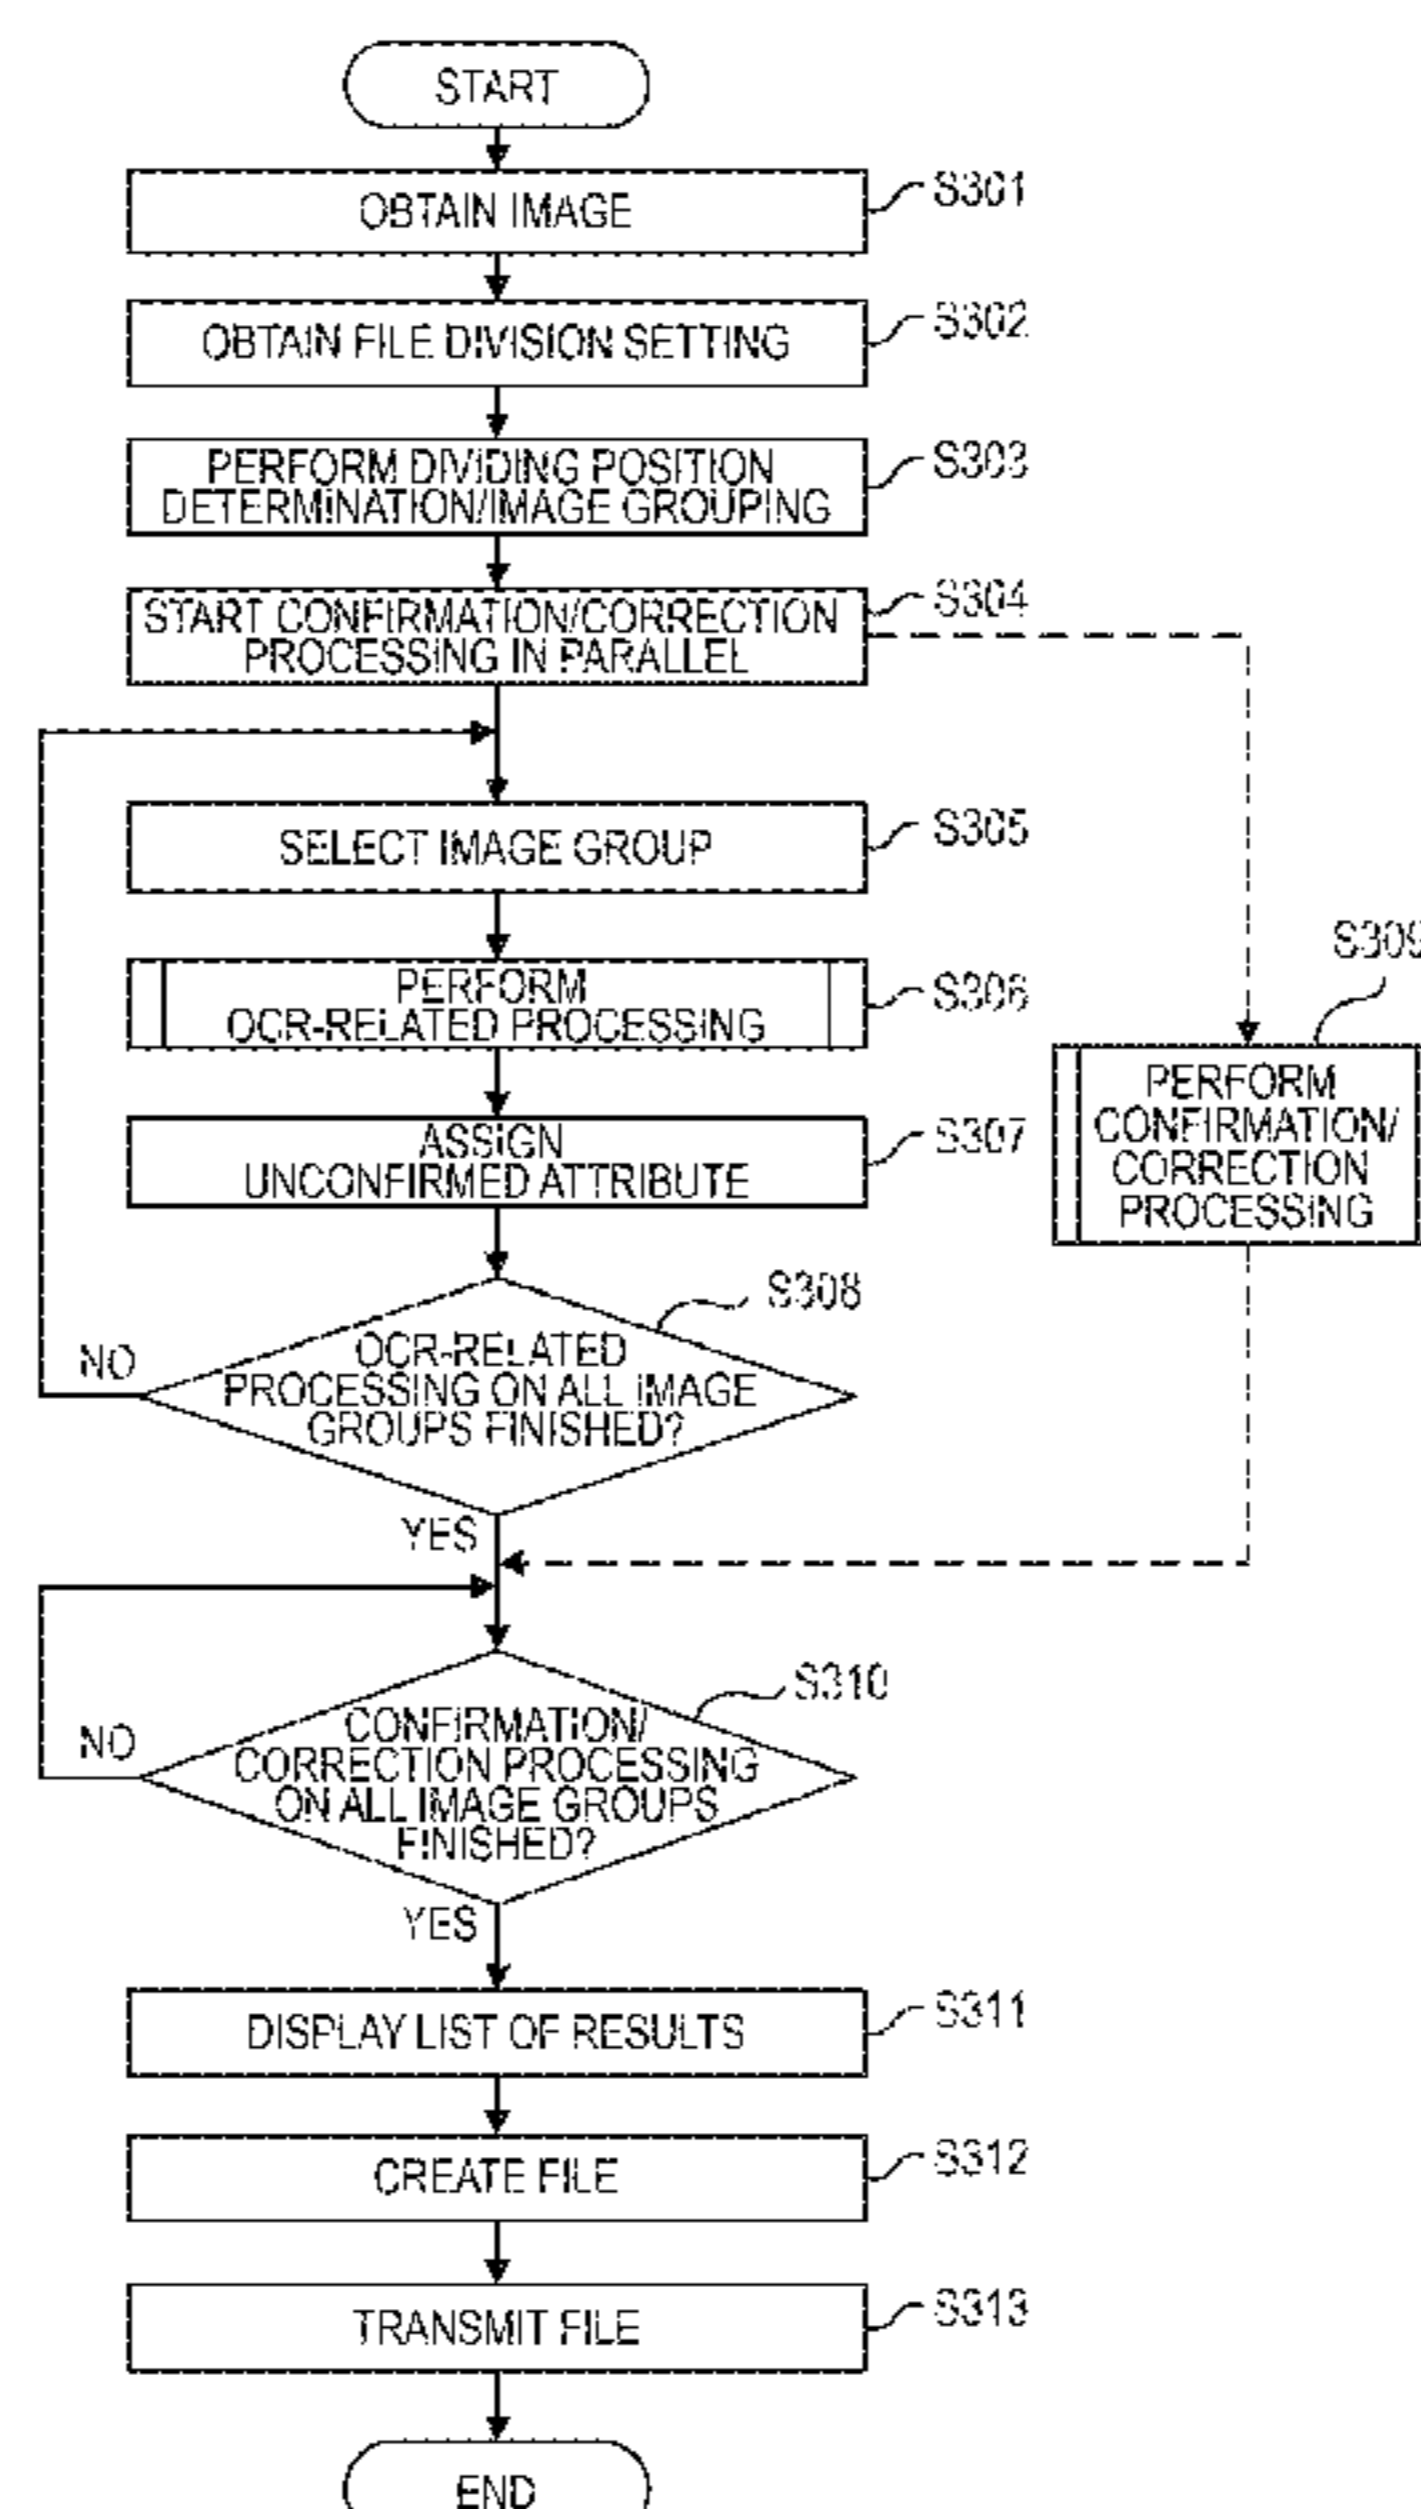 START
OBTAIN IMAGE
S301
OBTAIN FILE DIVISION SETTING
S302
PERFORM DIVIDING POSITION
DETERMINATION/IMAGE GROUPING
S303
START CONFIRMATION/CORRECTION
PROCESSING IN PARALLEL
S304
SELECT IMAGE GROUP
S305
PERFORM
OCR-RELATED PROCESSING
S306
S309
PERFORM
CONFIRMATION/
CORRECTION
PROCESSING
ASSIGN
UNCONFIRMED ATTRIBUTE
S307
S308
OCR-RELATED
PROCESSING ON ALL IMAGE
GROUPS FINISHED?
NO
YES
S310
CONFIRMATION/
CORRECTION PROCESSING
ON ALL IMAGE GROUPS
FINISHED?
NO
YES
DISPLAY LIST OF RESULTS
S311
CREATE FILE
S312
TRANSMIT FILE
S313
END